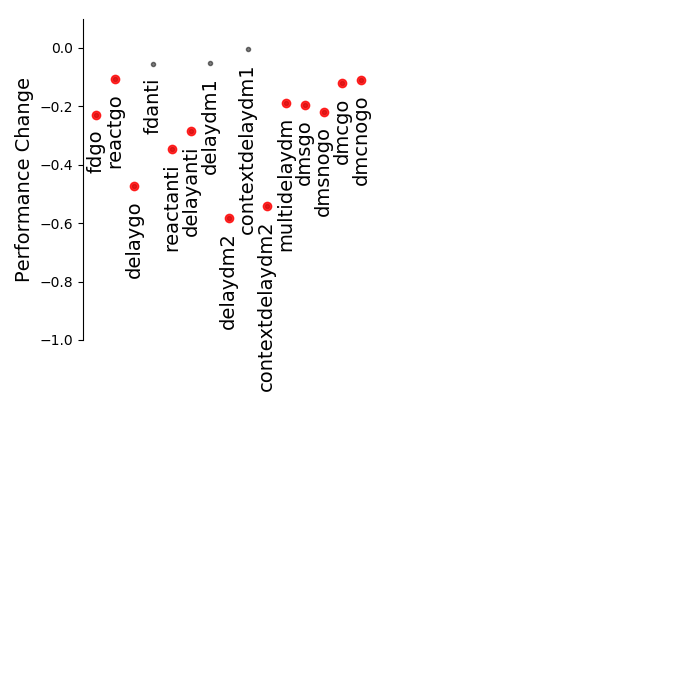 Performance Change
0.0
−0.2
−0.4
−0.6
−0.8
−1.0
fdgo
reactgo
delaygo
fdanti
reactanti
delayanti
delaydm1
delaydm2
contextdelaydm1
contextdelaydm2
multidelaydm
dmsgo
dmsnogo
dmcgo
dmcnogo